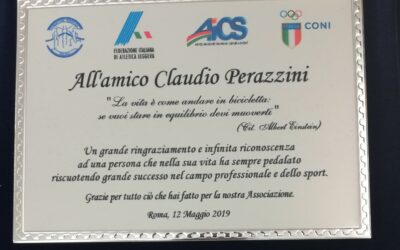 FEDERAZIONE ITALIANA
DI ATLETICA LEGGERA
AICS
CONI
All'amico Claudio Perazzini
"La vita è come andare in bicicletta:
se vuoi stare in equilibrio devi muoverti"
(Cit. Albert Einstein)
Un grande ringraziamento e infinita riconoscenza
ad una persona che nella sua vita ha sempre pedalato
riscuotendo grande successo nel campo professionale e dello sport.
Grazie per tutto ciò che hai fatto per la nostra Associazione.
Roma, 12 Maggio 2019